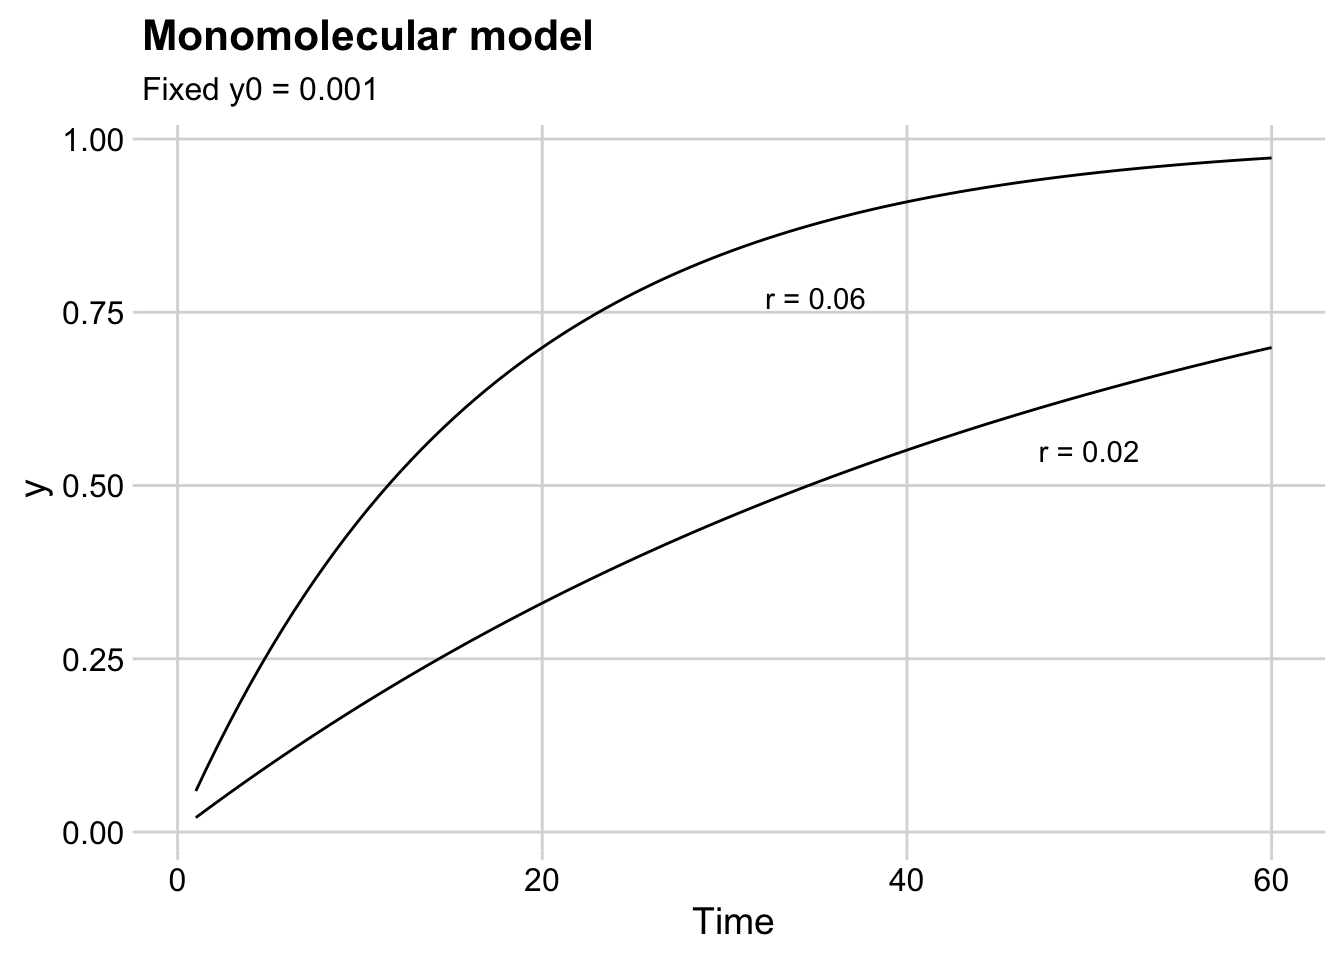 Monomolecular model
Fixed y0 = 0.001
1.00
0.75
0.50
0.25
0.00
y
r = 0.06
r = 0.02
0 20 40 60
Time